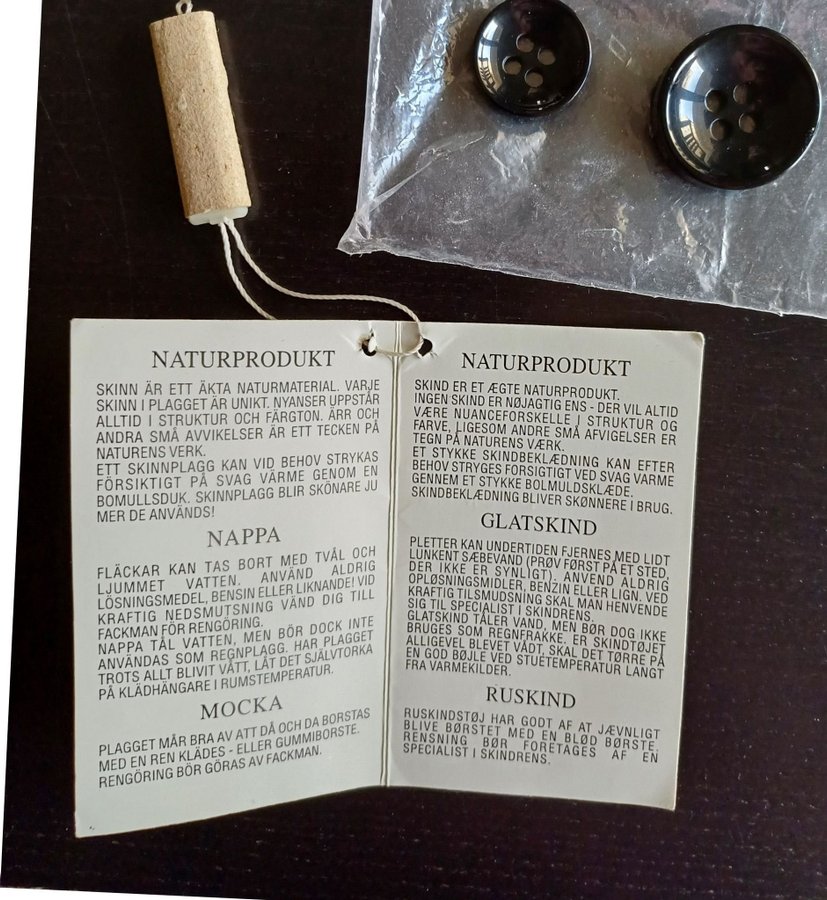 NATURPRODUKT
SKINN ÄR ETT ÄKTA NATURMATERIAL. VARJE
SKINN I PLAGGET ÄR UNIKT. NYANSER UPPSTÅR
ALLTID I STRUKTUR OCH FÄRGTON. ÄRR OCH
ANDRA SMÅ AVVIKELSER ÄR ETT TECKEN PÅ
NATURENS VERK.
ETT SKINNPLAGG KAN VID BEHOV STRYKAS
FÖRSIKTIGT PÅ SVAG VÄRME GENOM EN
BOMULLSDUK. SKINNPLAGG BLIR SKÖNARE JU
MER DE ANVÄNDS!
NAPPA
FLÄCKAR KAN TAS BORT MED TVÅL OCH
LJUMMET VATTEN. ANVÄND ALDRIG
LÖSNINGSMEDEL, BENSIN ELLER LIKNANDE! VID
KRAFTIG NEDSMUTSNING VÄND DIG TILL
FACKMAN FÖR RENGÖRING.
NAPPA TÅL VATTEN, MEN BÖR DOCK INTE
ANVÄNDAS SOM REGNPLAGG. HAR PLAGGET
TROTS ALLT BLIVIT VÅTT, LÅT DET SJÄLVTORKA
PÅ KLÄDHÄNGARE I RUMSTEMPERATUR.
MOCKA
PLAGGET MÅR BRA AV ATT DÅ OCH DA BORSTAS
MED EN REN KLÄDES - ELLER GUMMIBORSTE.
RENGÖRING BÖR GÖRAS AV FACKMAN.
NATURPRODUKT
SKIND ER ET ÆGTE NATURPRODUKT.
INGEN SKIND ER NØJAGTIG ENS - DER VIL ALTID
VÆRE NUANCEFORSKELLE I STRUKTUR OG
FARVE, LIGESOM ANDRE SMÅ AFVIGELSER ER
TEGN PÅ NATURENS VÆRK.
ET STYKKE SKINDBEKLÆDNING KAN EFTER
BEHOV STRYGES FORSIGTIGT VED SVAG VARME
GENNEM ET STYKKE BOLMULDSKLÆDE.
SKINDBEKLÆDNING BLIVER SKØNNERE I BRUG.
GLATSKIND
PLETTER KAN UNDERTIDEN FJERNES MED LIDT
LUNKENT SÆBEVAND (PRØV FØRST PÅ ET STED,
DER IKKE ER SYNLIGT). ANVEND ALDRIG
OPLØSNINGSMIDLER, BENZIN ELLER LIGN. VED
KRAFTIG TILSMUDSNING SKAL MAN HENVENDE
SIG TIL SPECIALIST I SKINDRENS.
GLATSKIND TÅLER VAND, MEN BØR DOG IKKE
BRUGES SOM REGNFRAKKE. ER SKINDTØJET
ALLIGEVEL BLEVET VÅDT, SKAL DET TØRRE PÅ
EN GOD BØJLE VED STUETEMPERATUR LANGT
FRA VARMEKILDER.
RUSKIND
RUSKINDSTØJ HAR GODT AF AT JÆVNLIGT
BLIVE BØRSTET MED EN BLØD BØRSTE.
RENSNING BØR FORETAGES AF EN
SPECIALIST I SKINDRENS.